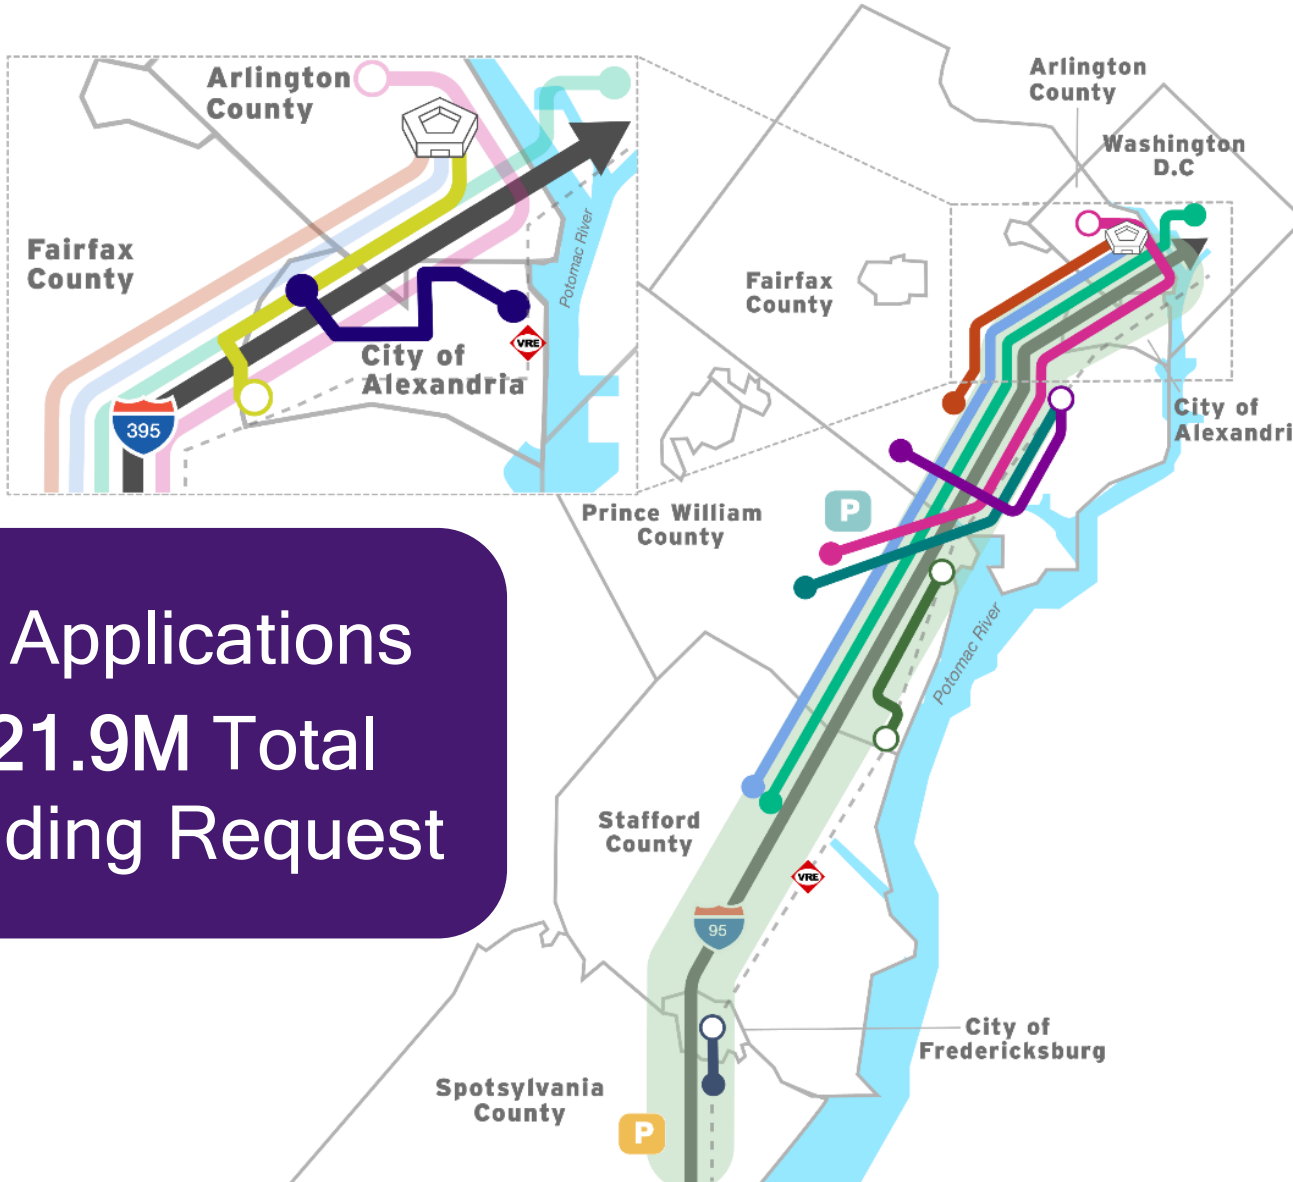 Arlington
County
Fairfax
County
Potomac River
VRE
City of
Alexandria
395
Arlington
County
Washington
D.C
Fairfax
County
City of
Alexandri
P
Prince William
County
Potomac River
Applications
21.9M Total
ding Request
Stafford
County
VRE
95
City of
Fredericksburg
Spotsylvania
County
P